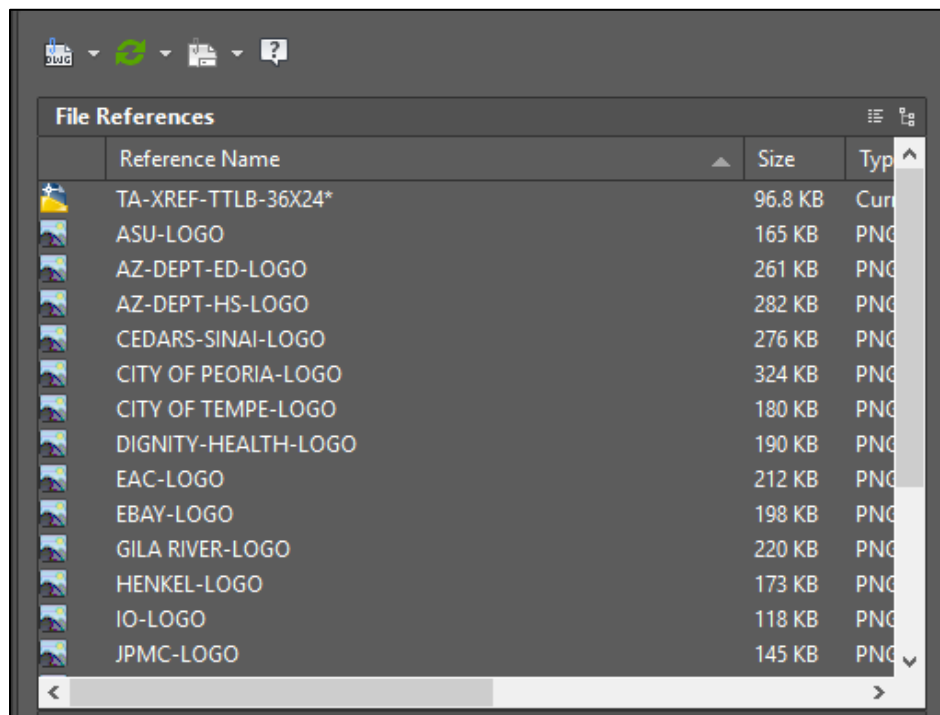 DWG
File References
Reference Name Size Typ
TA-XREF-TTLB-36X24* 96.8 KB Curr
ASU-LOGO 165 KB PNG
AZ-DEPT-ED-LOGO 261 KB PNG
AZ-DEPT-HS-LOGO 282 KB PNG
CEDARS-SINAI-LOGO 276 KB PNG
CITY OF PEORIA-LOGO 324 KB PNG
CITY OF TEMPE-LOGO 180 KB PNG
DIGNITY-HEALTH-LOGO 190 KB PNG
EAC-LOGO 212 KB PNG
EBAY-LOGO 198 KB PNG
GILA RIVER-LOGO 220 KB PNG
HENKEL-LOGO 173 KB PNG
IO-LOGO 118 KB PNG
JPMC-LOGO 145 KB PNG